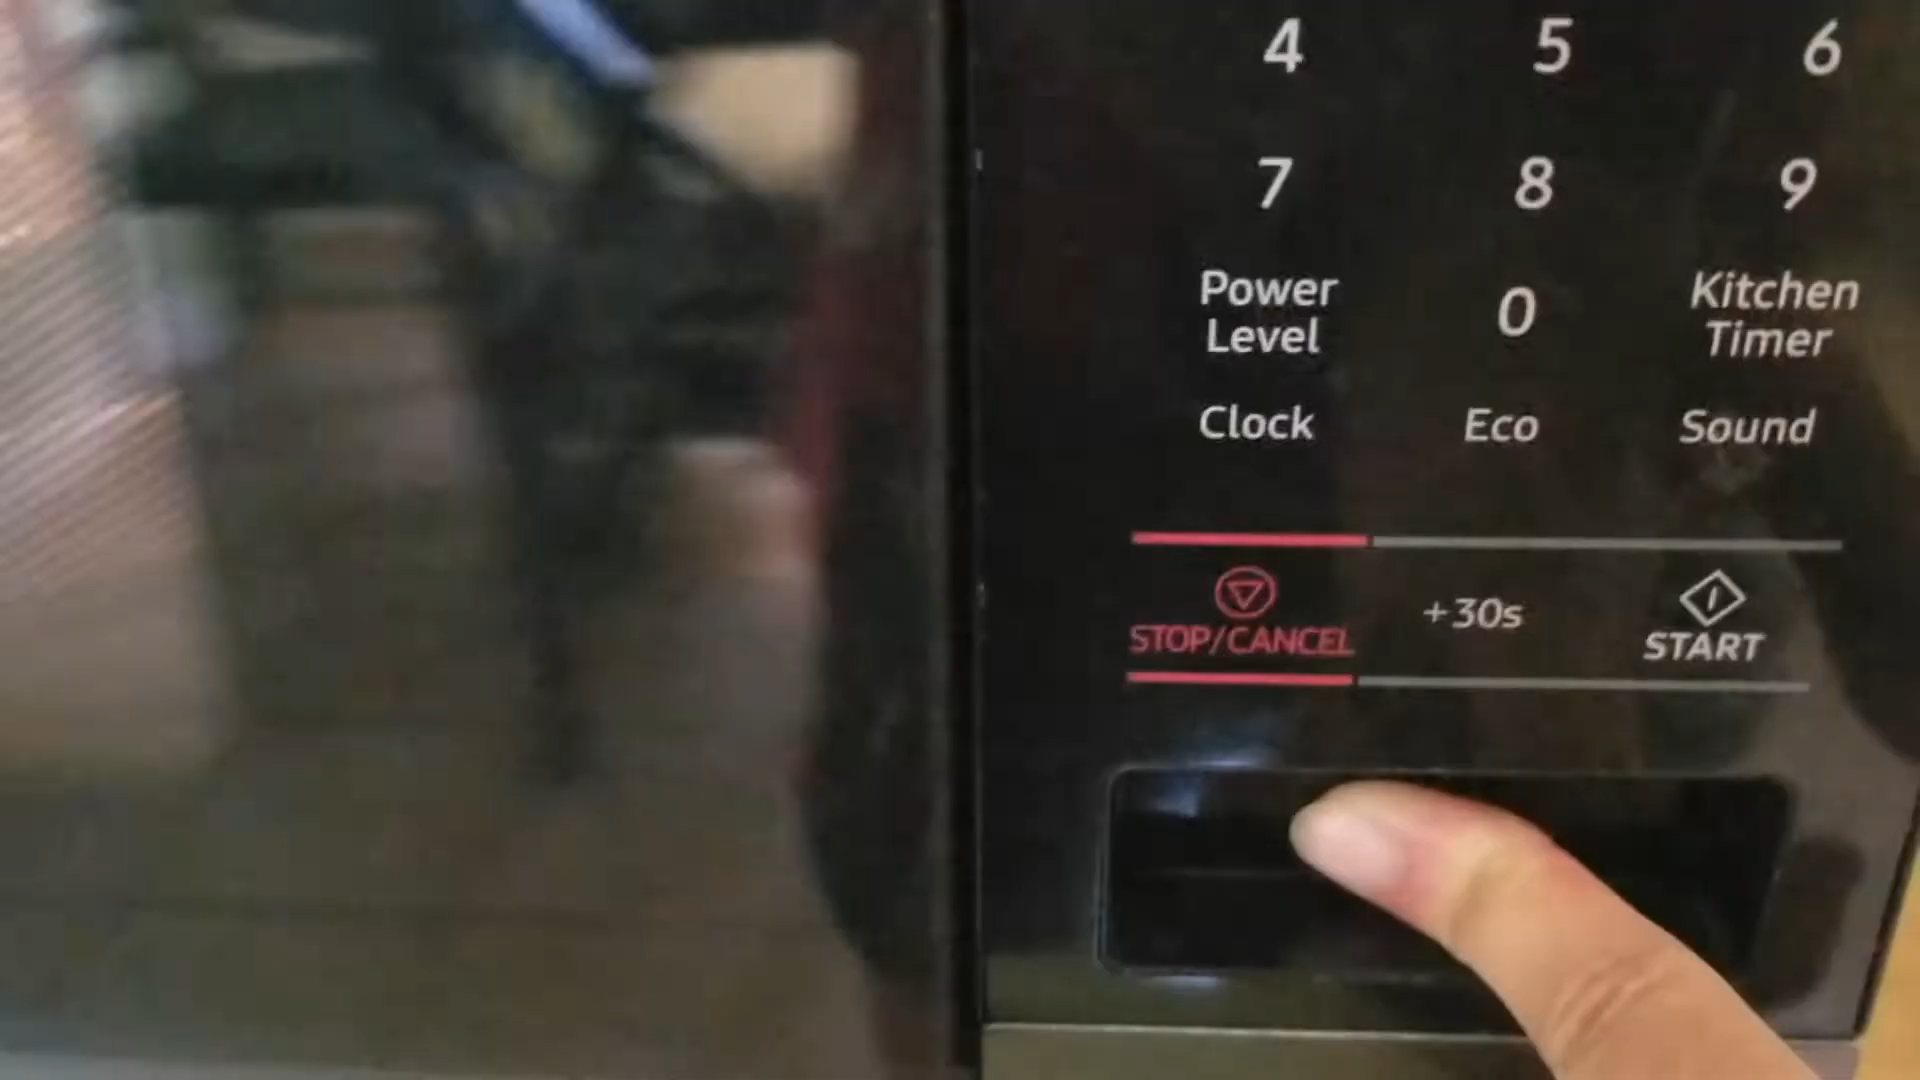 4 5 6
7 8 9
Power
Level
0
Kitchen
Timer
Clock Eco Sound
STOP/CANCEL
+30s
START